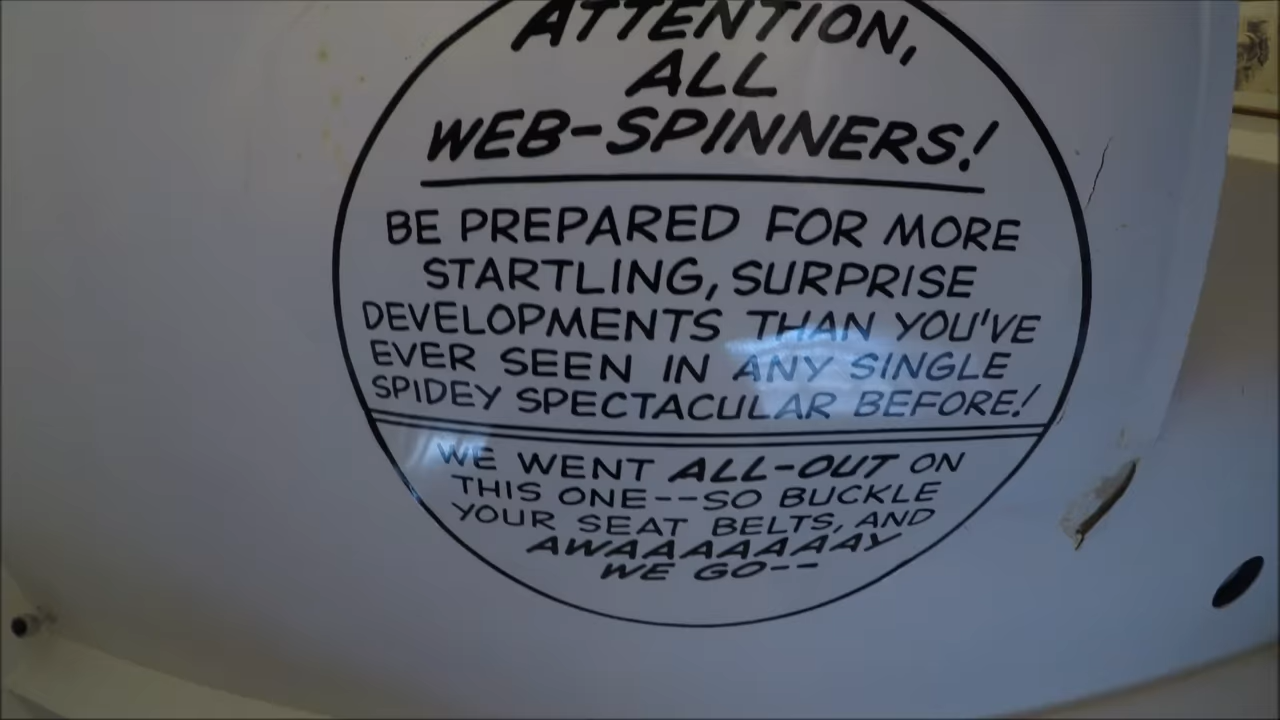 ATTENTION,
ALL
WEB-SPINNERS!
BE PREPARED FOR MORE
STARTLING, SURPRISE
DEVELOPMENTS THAN YOU'VE
EVER SEEN IN ANY SINGLE
SPIDEY SPECTACULAR BEFORE!
WE WENT ALL-OUT ON
THIS ONE--SO BUCKLE
YOUR SEAT BELTS, AND
AWAAAAAAAAY
WE GO--